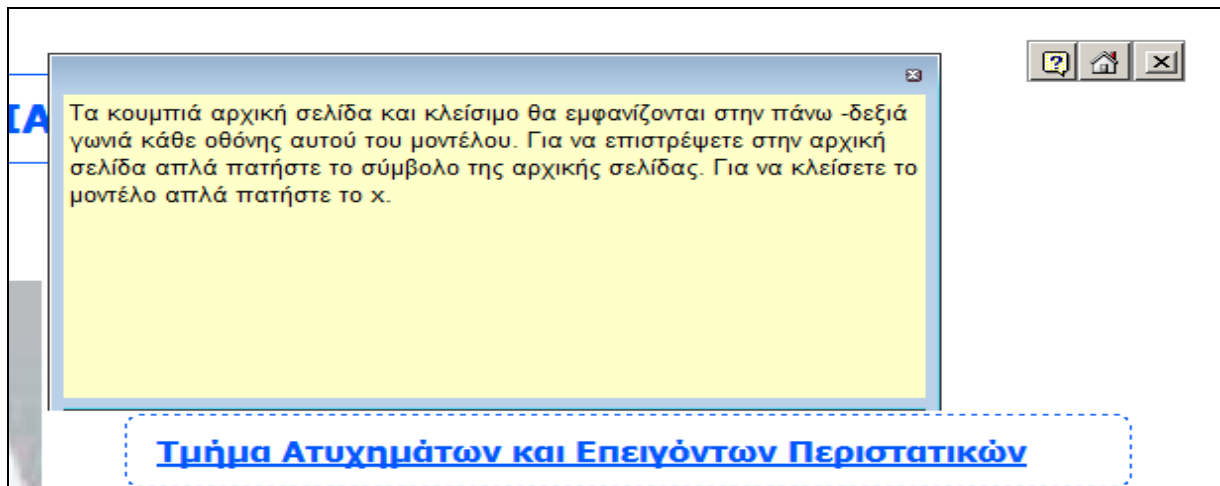 ΙΑ
Τα κουμπιά αρχική σελίδα και κλείσιμο θα εμφανίζονται στην πάνω -δεξιά
γωνιά κάθε οθόνης αυτού του μοντέλου. Για να επιστρέψετε στην αρχική
σελίδα απλά πατήστε το σύμβολο της αρχικής σελίδας. Για να κλείσετε το
μοντέλο απλά πατήστε το x.
Τμήμα Ατυχημάτων και Επειγόντων Περιστατικών